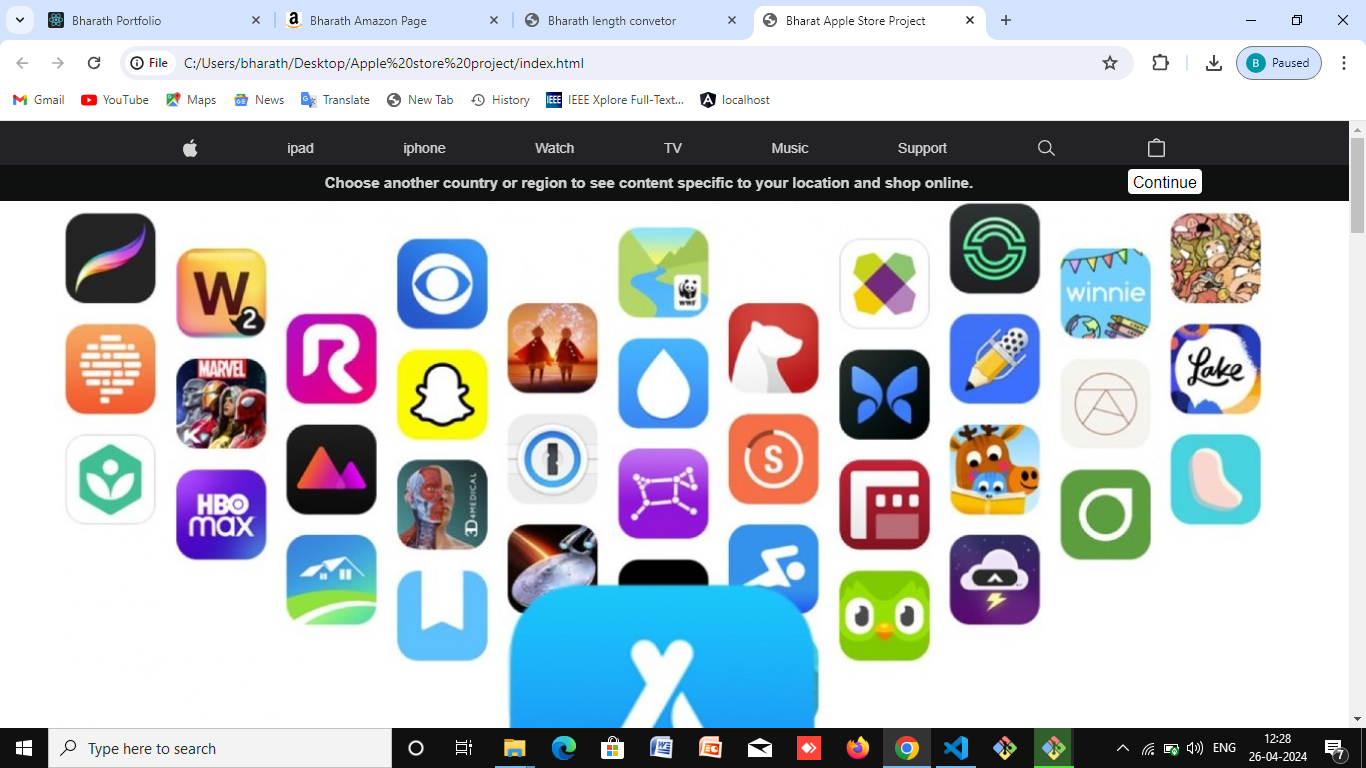 Bharath Portfolio
Bharath Amazon Page
Bharath length convetor
Bharat Apple Store Project
File C:/Users/bharath/Desktop/Apple%20store%20project/index.html
B Paused
Gmail YouTube Maps News Translate New Tab History IEEE IEEE Xplore Full-Text... localhost
ipad iphone Watch TV Music Support
Choose another country or region to see content specific to your location and shop online. Continue
W 2
WWF
winnie
MARVEL
R
Lake
S
HBO max
3D4MEDICAL
Type here to search
ENG
12:28
26-04-2024
7